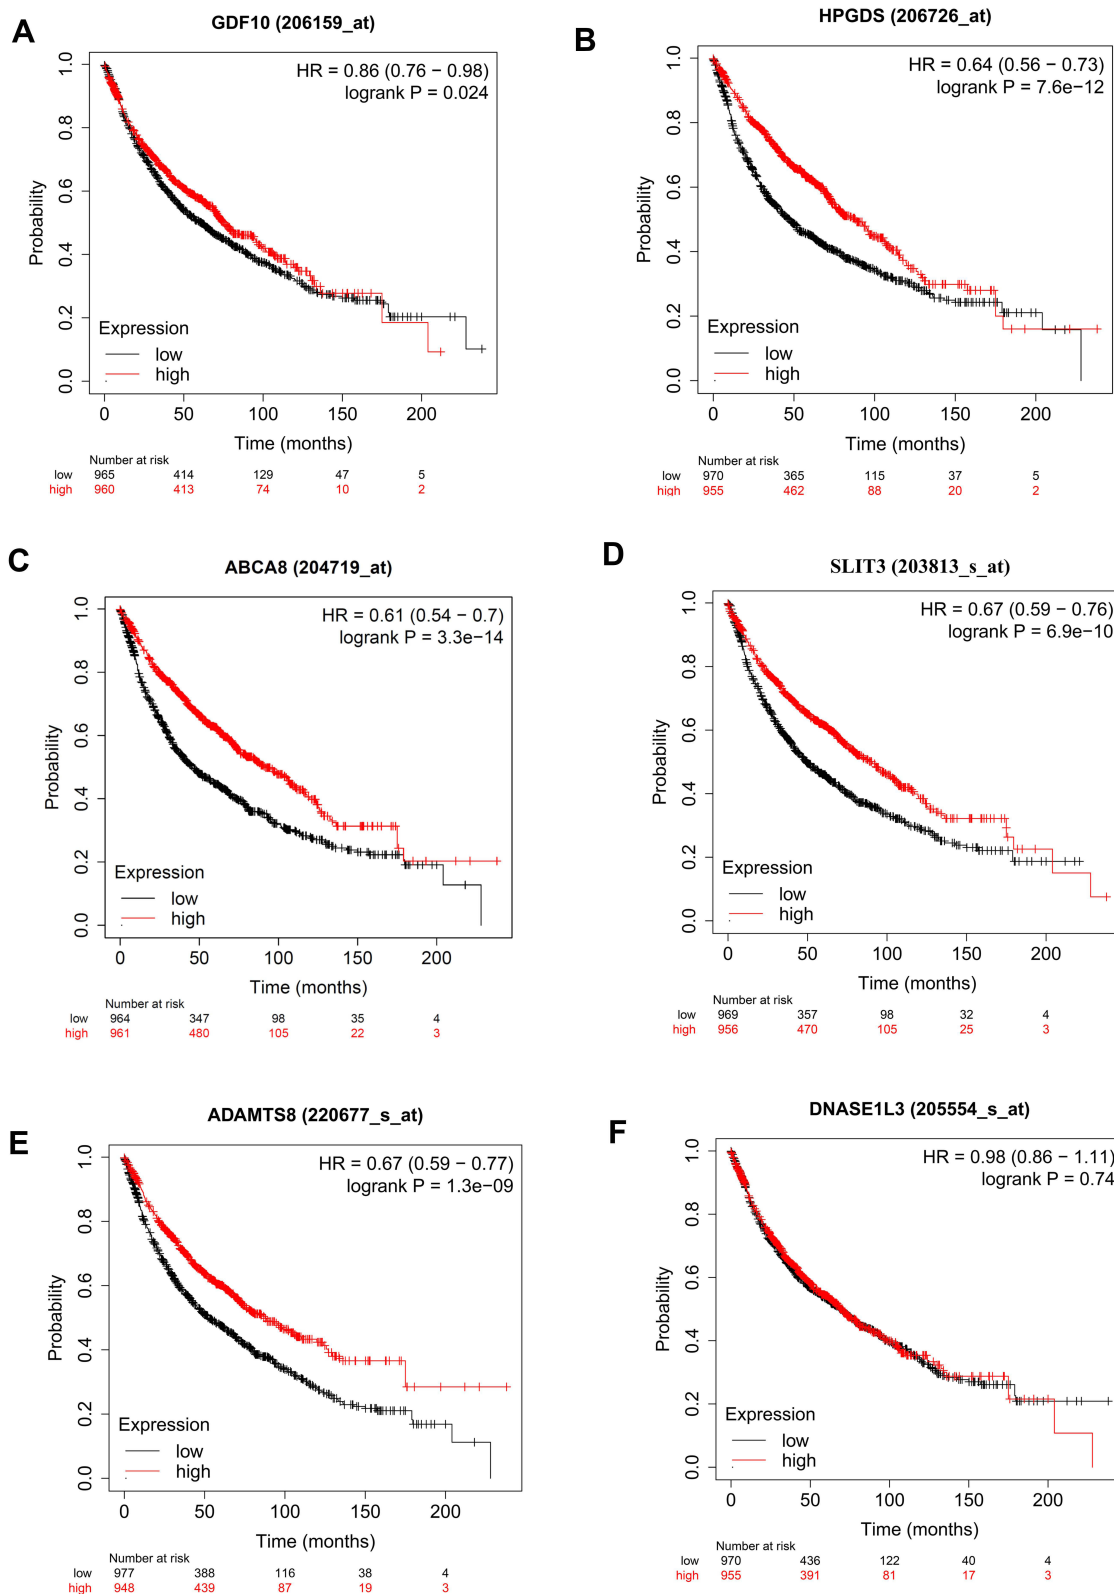 A
GDF10 (206159_at)
HR = 0.86 (0.76 − 0.98)
logrank P = 0.024
Probability
1.0
0.8
0.6
0.4
0.2
0.0
Expression
low
high
0 50 100 150 200
Time (months)
Number at risk
low 965 414 129 47 5
high 960 413 74 10 2
B
HPGDS (206726_at)
HR = 0.64 (0.56 − 0.73)
logrank P = 7.6e−12
Probability
1.0
0.8
0.6
0.4
0.2
0.0
Expression
low
high
0 50 100 150 200
Time (months)
Number at risk
low 970 365 115 37 5
high 955 462 88 20 2
C
ABCA8 (204719_at)
HR = 0.61 (0.54 − 0.7)
logrank P = 3.3e−14
Probability
1.0
0.8
0.6
0.4
0.2
0.0
Expression
low
high
0 50 100 150 200
Time (months)
Number at risk
low 964 347 98 35 4
high 961 480 105 22 3
D
SLIT3 (203813_s_at)
HR = 0.67 (0.59 − 0.76)
logrank P = 6.9e−10
Probability
1.0
0.8
0.6
0.4
0.2
0.0
Expression
low
high
0 50 100 150 200
Time (months)
Number at risk
low 969 357 98 32 4
high 956 470 105 25 3
E
ADAMTS8 (220677_s_at)
HR = 0.67 (0.59 − 0.77)
logrank P = 1.3e−09
Probability
1.0
0.8
0.6
0.4
0.2
0.0
Expression
low
high
0 50 100 150 200
Time (months)
Number at risk
low 977 388 116 38 4
high 948 439 87 19 3
F
DNASE1L3 (205554_s_at)
HR = 0.98 (0.86 − 1.11)
logrank P = 0.74
Probability
1.0
0.8
0.6
0.4
0.2
0.0
Expression
low
high
0 50 100 150 200
Time (months)
Number at risk
low 970 436 122 40 4
high 955 391 81 17 3